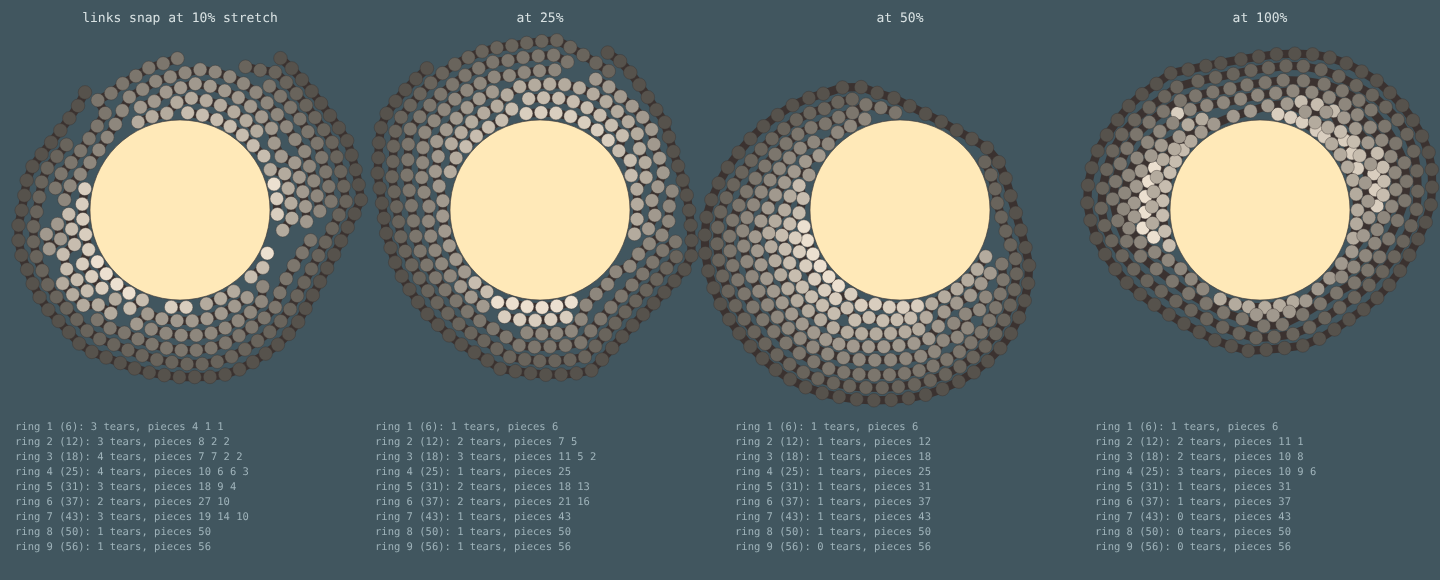 links snap at 10% stretch
at 25%
at 50%
at 100%
ring 1 (6): 3 tears, pieces 4 1 1
ring 2 (12): 3 tears, pieces 8 2 2
ring 3 (18): 4 tears, pieces 7 7 2 2
ring 4 (25): 4 tears, pieces 10 6 6 3
ring 5 (31): 3 tears, pieces 18 9 4
ring 6 (37): 2 tears, pieces 27 10
ring 7 (43): 3 tears, pieces 19 14 10
ring 8 (50): 1 tears, pieces 50
ring 9 (56): 1 tears, pieces 56
ring 1 (6): 1 tears, pieces 6
ring 2 (12): 2 tears, pieces 7 5
ring 3 (18): 3 tears, pieces 11 5 2
ring 4 (25): 1 tears, pieces 25
ring 5 (31): 2 tears, pieces 18 13
ring 6 (37): 2 tears, pieces 21 16
ring 7 (43): 1 tears, pieces 43
ring 8 (50): 1 tears, pieces 50
ring 9 (56): 1 tears, pieces 56
ring 1 (6): 1 tears, pieces 6
ring 2 (12): 1 tears, pieces 12
ring 3 (18): 1 tears, pieces 18
ring 4 (25): 1 tears, pieces 25
ring 5 (31): 1 tears, pieces 31
ring 6 (37): 1 tears, pieces 37
ring 7 (43): 1 tears, pieces 43
ring 8 (50): 1 tears, pieces 50
ring 9 (56): 0 tears, pieces 56
ring 1 (6): 1 tears, pieces 6
ring 2 (12): 2 tears, pieces 11 1
ring 3 (18): 2 tears, pieces 10 8
ring 4 (25): 3 tears, pieces 10 9 6
ring 5 (31): 1 tears, pieces 31
ring 6 (37): 1 tears, pieces 37
ring 7 (43): 0 tears, pieces 43
ring 8 (50): 0 tears, pieces 50
ring 9 (56): 0 tears, pieces 56